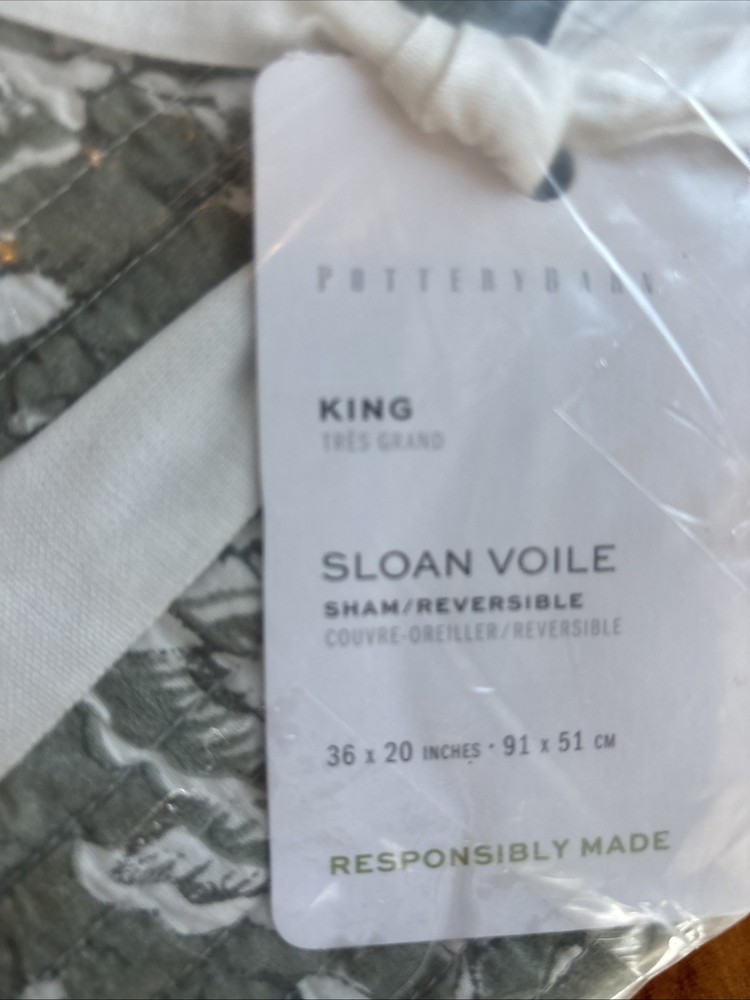 POTTERYBARN
KING
TRÈS GRAND
SLOAN VOILE
SHAM/REVERSIBLE
COUVRE-OREILLER/REVERSIBLE
36 x 20 INCHES · 91 x 51 CM
RESPONSIBLY MADE